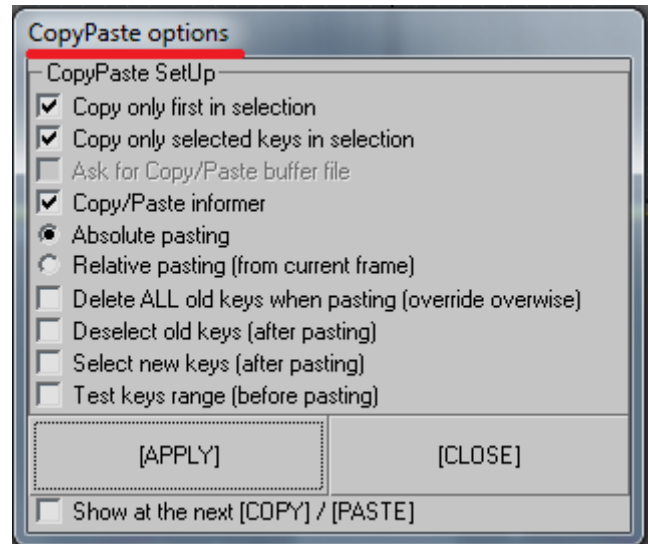 CopyPaste options
CopyPaste SetUp
Copy only first in selection
Copy only selected keys in selection
Ask for Copy/Paste buffer file
Copy/Paste informer
Absolute pasting
Relative pasting (from current frame)
Delete ALL old keys when pasting (override overwise)
Deselect old keys (after pasting)
Select new keys (after pasting)
Test keys range (before pasting)
[APPLY] [CLOSE]
Show at the next [COPY] / [PASTE]